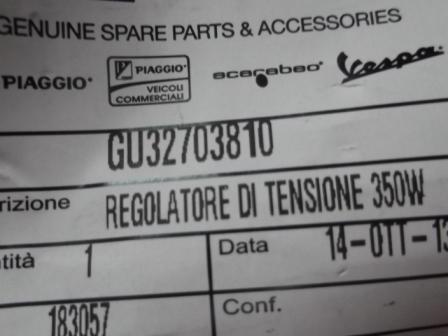 GENUINE SPARE PARTS & ACCESSORIES
PIAGGIO PIAGGIO VEICOLI COMMERCIALI scarabeo Vespa
GU32703810
rizione REGOLATORE DI TENSIONE 350W
tità 1 Data 14-OTT-13
183057 Conf.